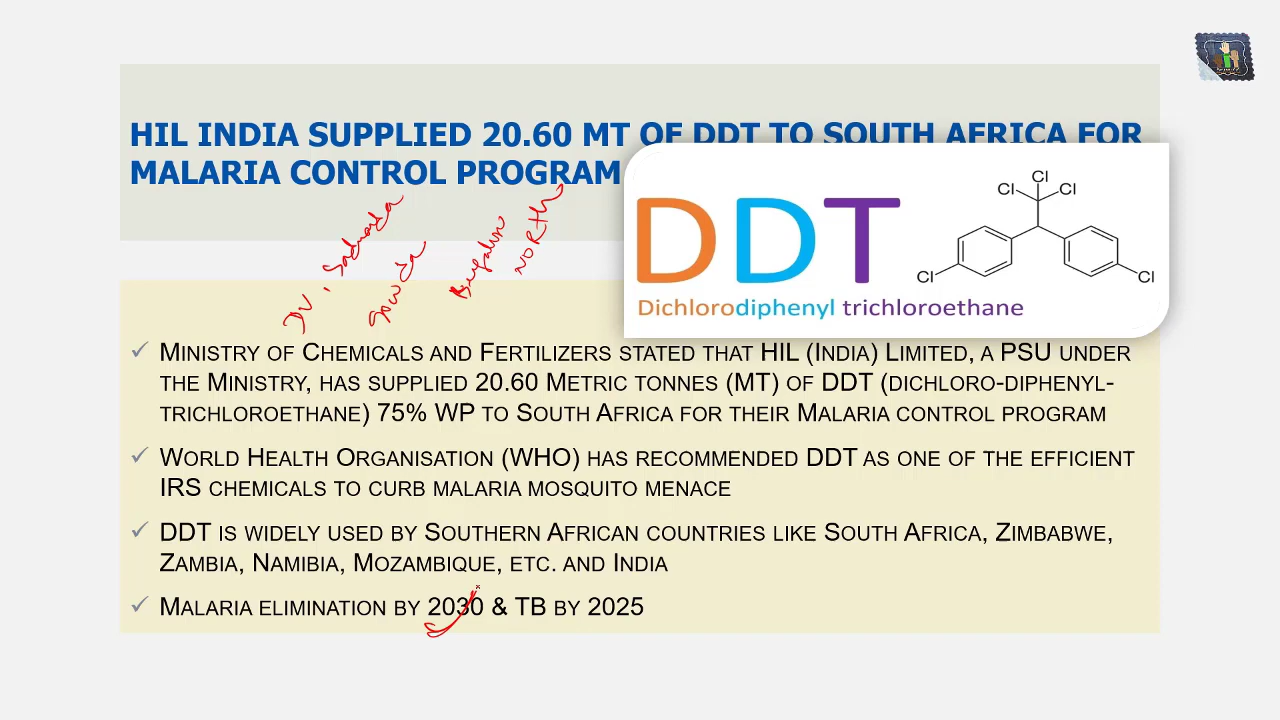 HIL INDIA SUPPLIED 20.60 MT OF DDT TO SOUTH AFRICA FOR
MALARIA CONTROL PROGRAM
DDT
Dichlorodiphenyl trichloroethane
Cl
Cl Cl
Cl Cl
DV. Sadnada
Gowda
NORTH
✓ MINISTRY OF CHEMICALS AND FERTILIZERS STATED THAT HIL (INDIA) LIMITED, A PSU UNDER
THE MINISTRY, HAS SUPPLIED 20.60 METRIC TONNES (MT) OF DDT (DICHLORO-DIPHENYL-
TRICHLOROETHANE) 75% WP TO SOUTH AFRICA FOR THEIR MALARIA CONTROL PROGRAM
✓ WORLD HEALTH ORGANISATION (WHO) HAS RECOMMENDED DDT AS ONE OF THE EFFICIENT
IRS CHEMICALS TO CURB MALARIA MOSQUITO MENACE
✓ DDT IS WIDELY USED BY SOUTHERN AFRICAN COUNTRIES LIKE SOUTH AFRICA, ZIMBABWE,
ZAMBIA, NAMIBIA, MOZAMBIQUE, ETC. AND INDIA
✓ MALARIA ELIMINATION BY 2030 & TB BY 2025